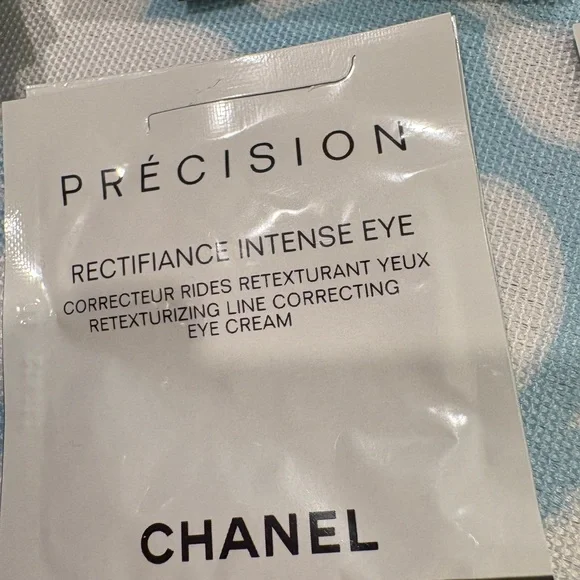 PRÉCISION
RECTIFIANCE INTENSE EYE
CORRECTEUR RIDES RETEXTURANT YEUX
RETEXTURIZING LINE CORRECTING
EYE CREAM
CHANEL